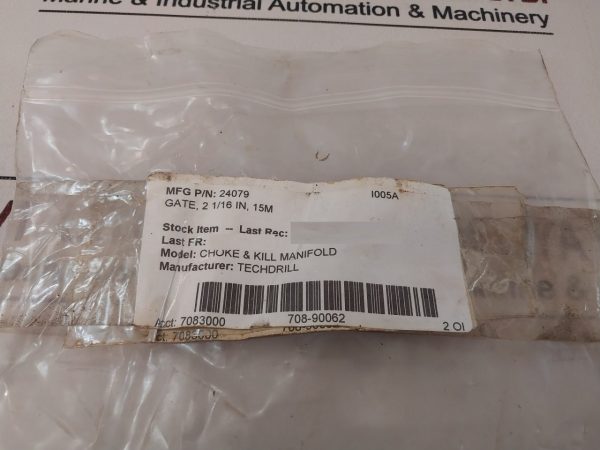 & Industrial Automation & Machinery
MFG P/N: 24079 I005A
GATE, 2 1/16 IN, 15M
Stock Item -- Last Rec:
Last FR:
Model: CHOKE & KILL MANIFOLD
Manufacturer: TECHDRILL
Acct: 7083000 708-90062 2 OI